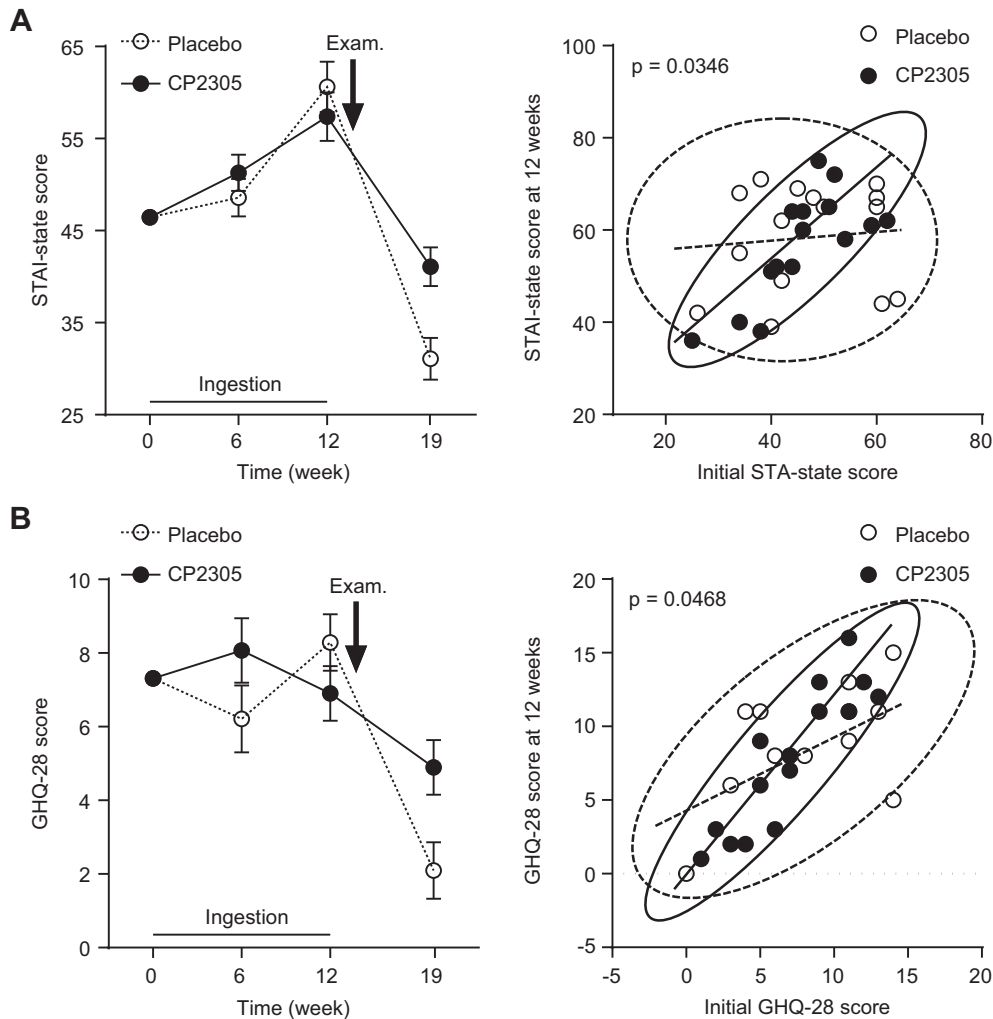 A
Placebo
CP2305
Exam.
65
55
45
35
25
STAI-state score
Ingestion
0 6 12 19
Time (week)
Placebo
CP2305
p = 0.0346
100
80
60
40
20
STAI-state score at 12 weeks
20 40 60 80
Initial STA-state score
B
Placebo
CP2305
Exam.
10
8
6
4
2
0
GHQ-28 score
Ingestion
0 6 12 19
Time (week)
Placebo
CP2305
p = 0.0468
20
15
10
5
0
-5
GHQ-28 score at 12 weeks
-5 0 5 10 15 20
Initial GHQ-28 score